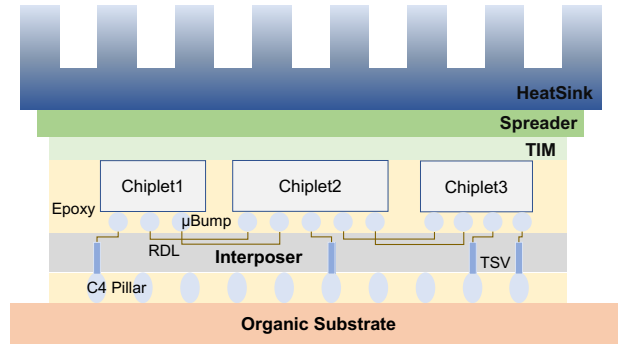 HeatSink
Spreader
TIM
Chiplet1
Chiplet2
Chiplet3
Epoxy
μBump
RDL
Interposer
TSV
C4 Pillar
Organic Substrate